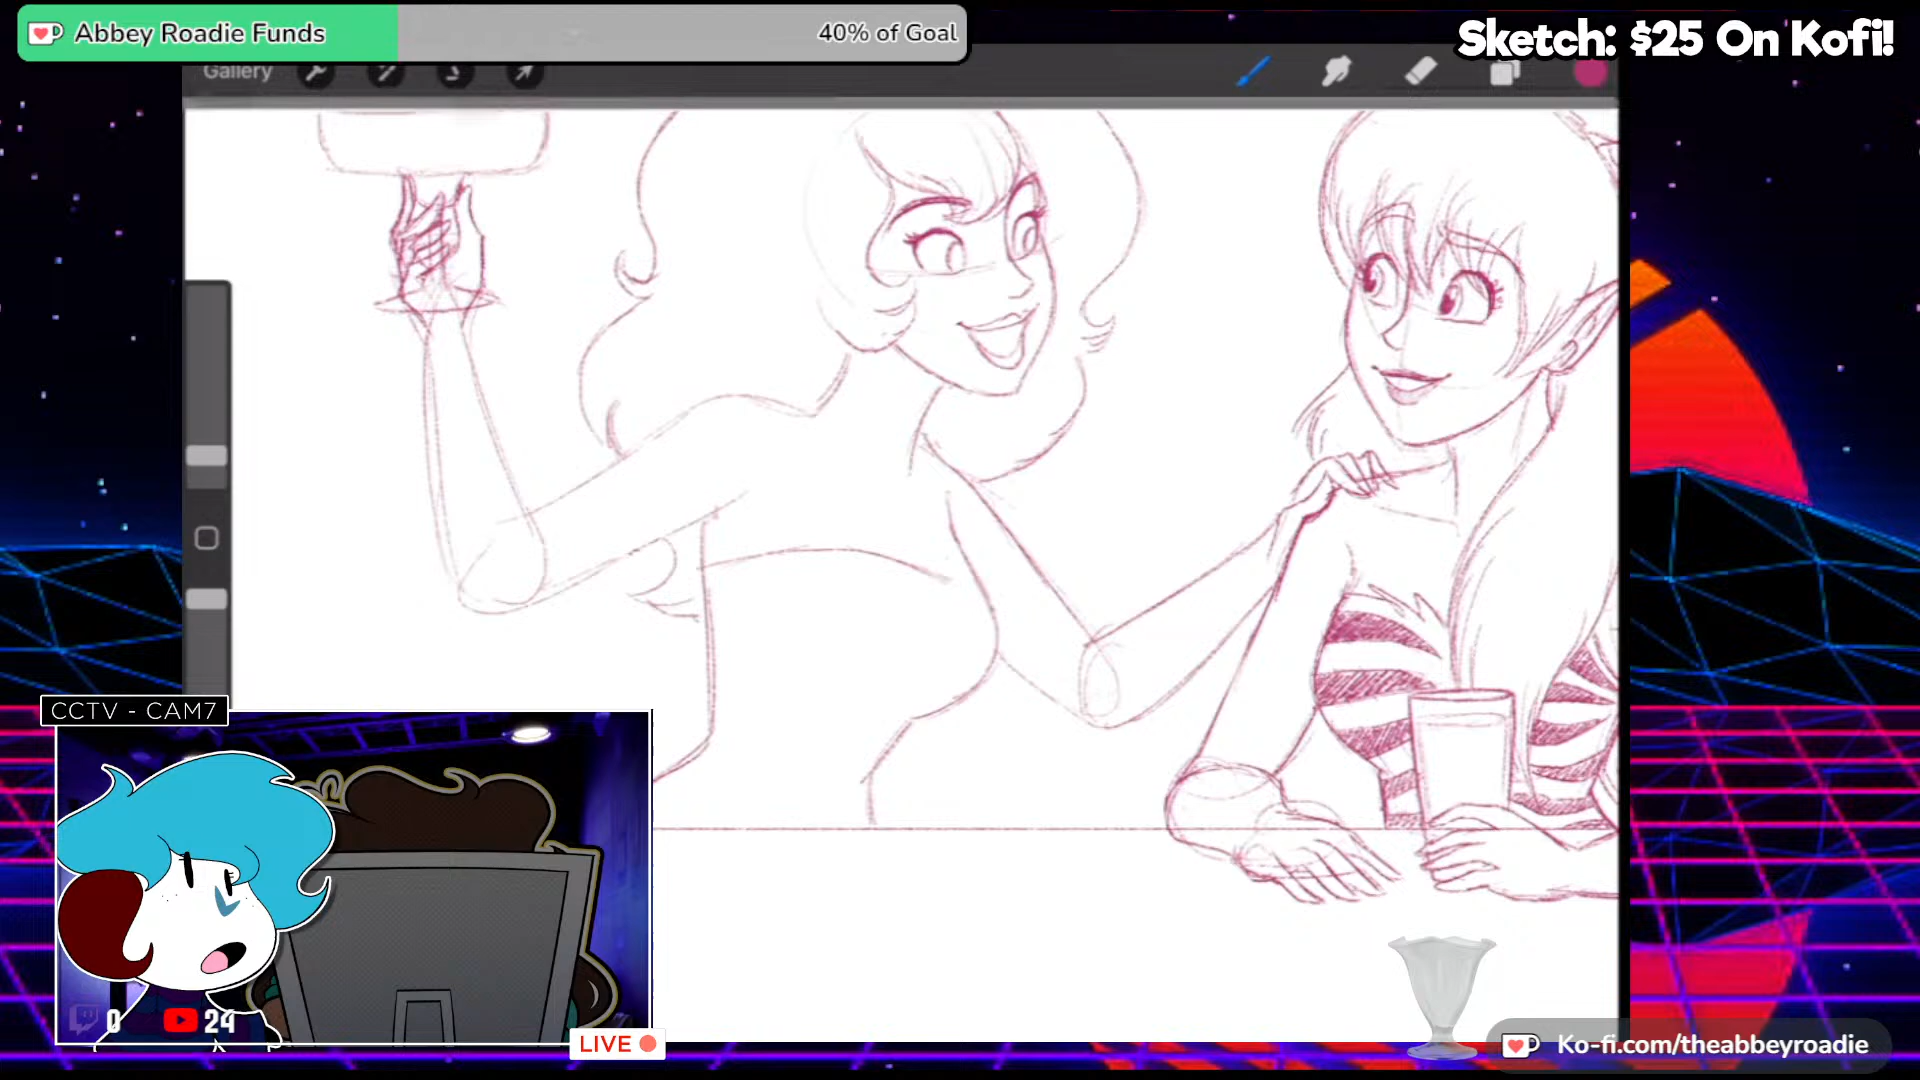 Abbey Roadie Funds
40% of Goal
Sketch: $25 On Kofi!
Gallery
CCTV - CAM7
0
24
LIVE
Ko-fi.com/theabbeyroadie